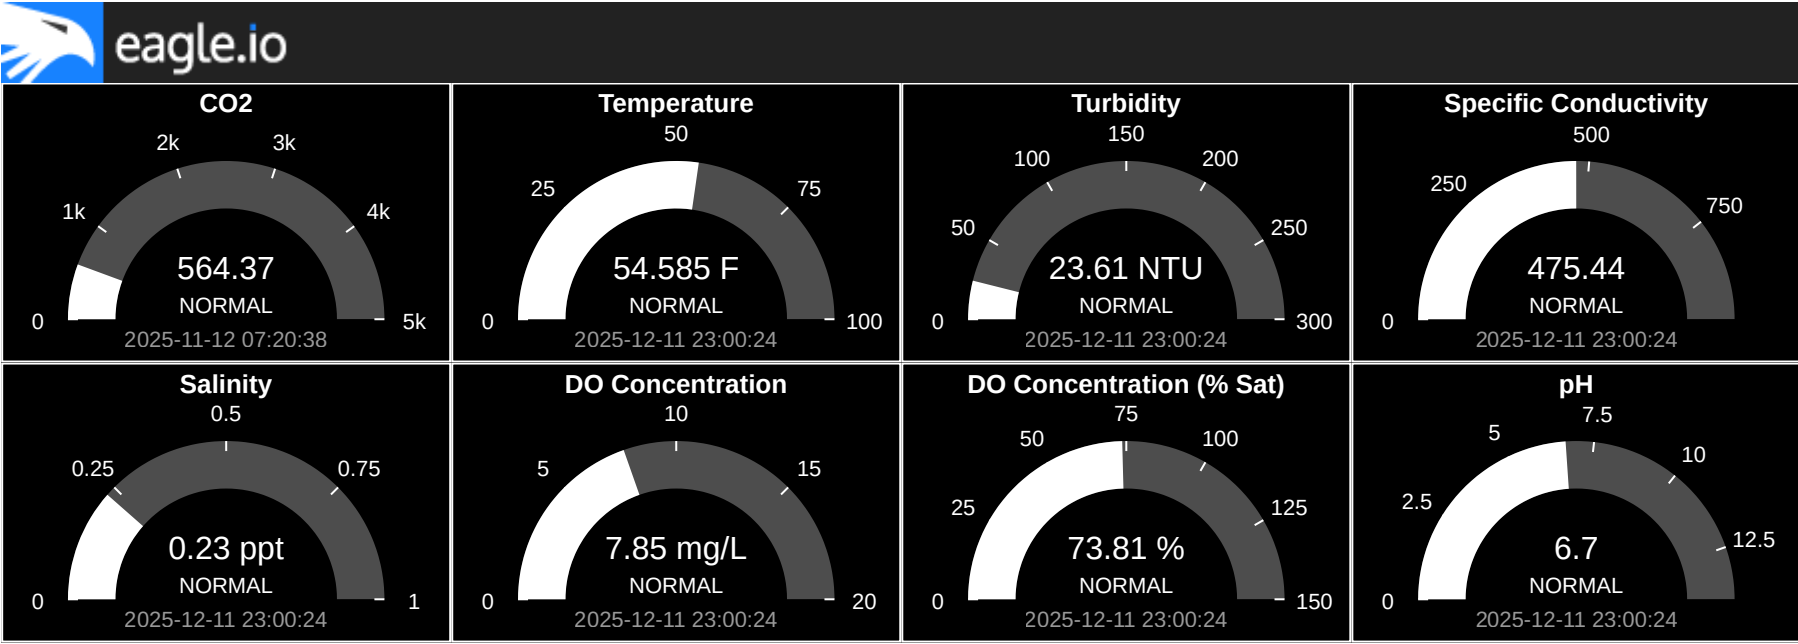 eagle.io
CO2
0
1k
2k
3k
4k
5k
564.37
NORMAL
2025-11-12 07:20:38
Temperature
0
25
50
75
100
54.585 F
NORMAL
2025-12-11 23:00:24
Turbidity
0
50
100
150
200
250
300
23.61 NTU
NORMAL
2025-12-11 23:00:24
Specific Conductivity
0
250
500
750
475.44
NORMAL
2025-12-11 23:00:24
Salinity
0
0.25
0.5
0.75
1
0.23 ppt
NORMAL
2025-12-11 23:00:24
DO Concentration
0
5
10
15
20
7.85 mg/L
NORMAL
2025-12-11 23:00:24
DO Concentration (% Sat)
0
25
50
75
100
125
150
73.81 %
NORMAL
2025-12-11 23:00:24
pH
0
2.5
5
7.5
10
12.5
6.7
NORMAL
2025-12-11 23:00:24